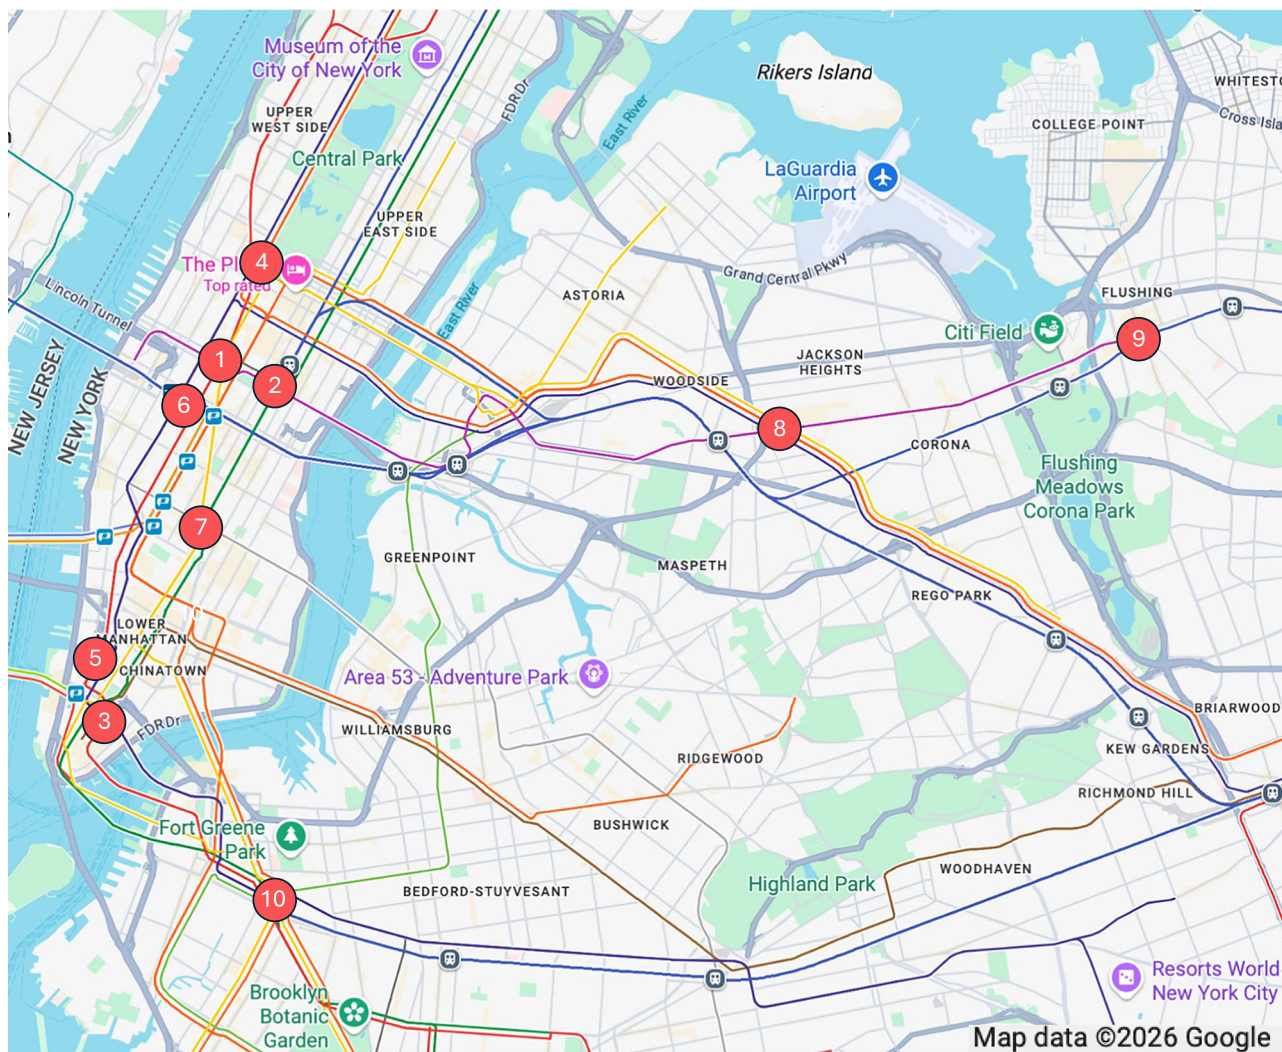 Museum of the
City of New York
Rikers Island
WHITESTO
UPPER
WEST SIDE
FDR Dr
East River
COLLEGE POINT
Cross Isla
Central Park
LaGuardia
Airport
UPPER
EAST SIDE
4
The Pl
Top rated
Grand Central Pkwy
Lincoln Tunnel
East River
ASTORIA
FLUSHING
Citi Field
9
1
JACKSON
HEIGHTS
2
WOODSIDE
NEW JERSEY
NEW YORK
6
8
CORONA
Flushing
Meadows
Corona Park
7
GREENPOINT
MASPETH
REGO PARK
LOWER
MANHATTAN
5
CHINATOWN
Area 53 - Adventure Park
3
FDR Dr
WILLIAMSBURG
BRIARWOOD
KEW GARDENS
RIDGEWOOD
RICHMOND HILL
Fort Greene
Park
BUSHWICK
WOODHAVEN
Highland Park
BEDFORD-STUYVESANT
10
Resorts World
New York City
Brooklyn
Botanic
Garden
Map data ©2026 Google